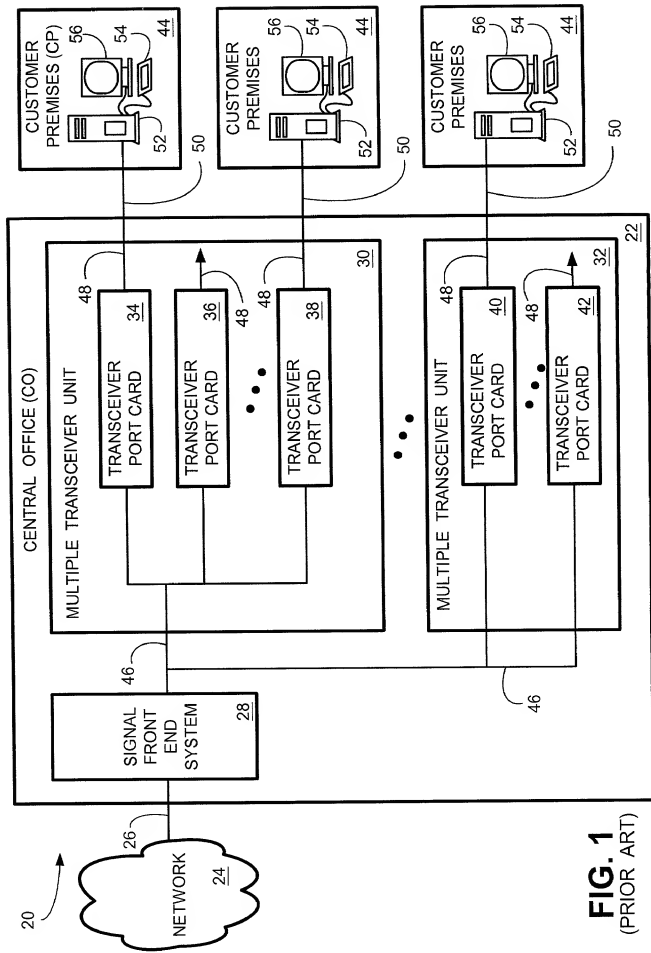 20
NETWORK
24
26
CENTRAL OFFICE (CO)
22
SIGNAL
FRONT
END
SYSTEM
28
46
46
MULTIPLE TRANSCEIVER UNIT
30
TRANSCEIVER
PORT CARD
34
48
TRANSCEIVER
PORT CARD
36
48
TRANSCEIVER
PORT CARD
38
48
MULTIPLE TRANSCEIVER UNIT
32
TRANSCEIVER
PORT CARD
40
48
TRANSCEIVER
PORT CARD
42
48
50
50
50
CUSTOMER
PREMISES (CP)
56
54
44
52
CUSTOMER
PREMISES
56
54
44
52
CUSTOMER
PREMISES
56
54
44
52
FIG. 1
(PRIOR ART)